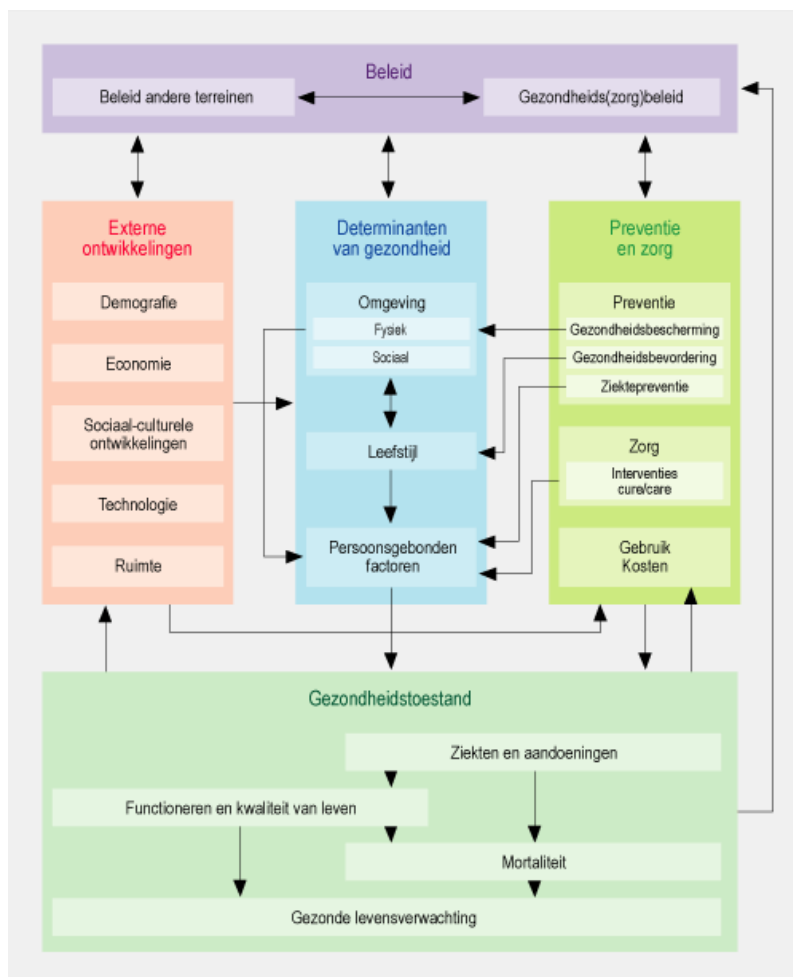 Beleid
Beleid andere terreinen
Gezondheids(zorg)beleid
Externe
ontwikkelingen
Demografie
Economie
Sociaal-culturele
ontwikkelingen
Technologie
Ruimte
Determinanten
van gezondheid
Omgeving
Fysiek
Sociaal
Leefstijl
Persoonsgebonden
factoren
Preventie
en zorg
Preventie
Gezondheidsbescherming
Gezondheidsbevordering
Ziektepreventie
Zorg
Interventies
cure/care
Gebruik
Kosten
Gezondheidstoestand
Ziekten en aandoeningen
Functioneren en kwaliteit van leven
Mortaliteit
Gezonde levensverwachting